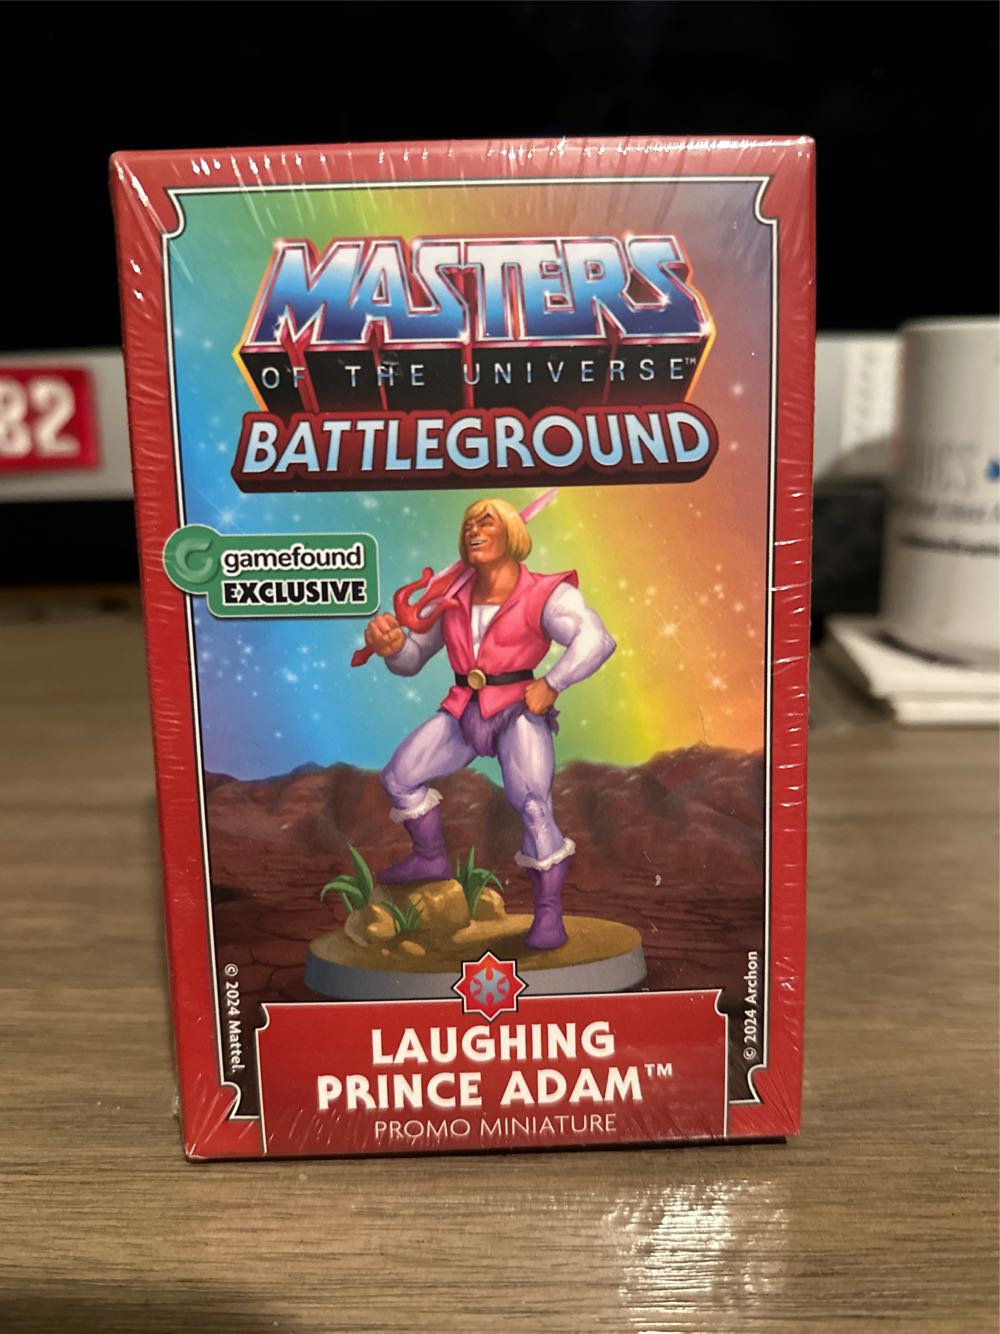 MASTERS
OF THE UNIVERSE™
BATTLEGROUND
gamefound
EXCLUSIVE
© 2024 Mattel.
© 2024 Archon
LAUGHING
PRINCE ADAM™
PROMO MINIATURE
82